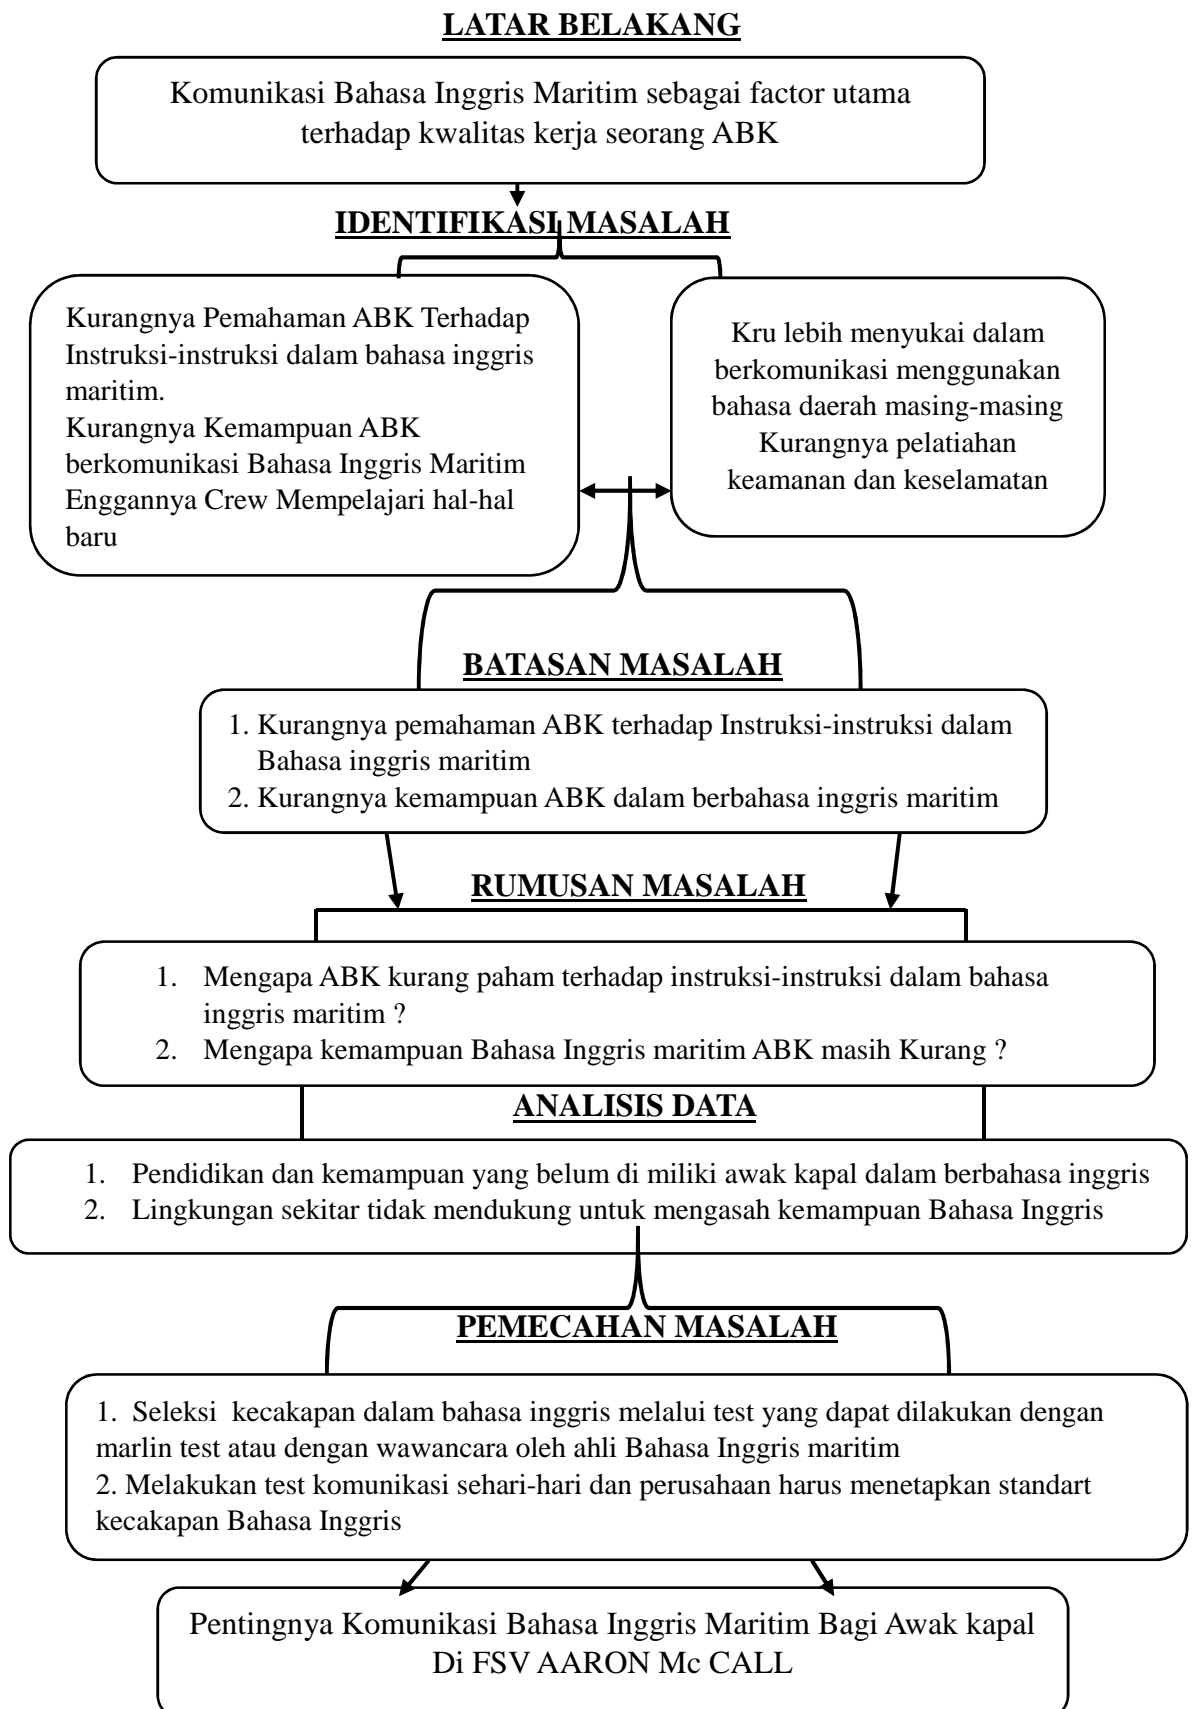 LATAR BELAKANG
Komunikasi Bahasa Inggris Maritim sebagai factor utama
terhadap kwalitas kerja seorang ABK
IDENTIFIKASI MASALAH
Kurangnya Pemahaman ABK Terhadap
Instruksi-instruksi dalam bahasa inggris
maritim.
Kurangnya Kemampuan ABK
berkomunikasi Bahasa Inggris Maritim
Enggannya Crew Mempelajari hal-hal
baru
Kru lebih menyukai dalam
berkomunikasi menggunakan
bahasa daerah masing-masing
Kurangnya pelatiahan
keamanan dan keselamatan
BATASAN MASALAH
1. Kurangnya pemahaman ABK terhadap Instruksi-instruksi dalam
Bahasa inggris maritim
2. Kurangnya kemampuan ABK dalam berbahasa inggris maritim
RUMUSAN MASALAH
1. Mengapa ABK kurang paham terhadap instruksi-instruksi dalam bahasa
inggris maritim ?
2. Mengapa kemampuan Bahasa Inggris maritim ABK masih Kurang ?
ANALISIS DATA
1. Pendidikan dan kemampuan yang belum di miliki awak kapal dalam berbahasa inggris
2. Lingkungan sekitar tidak mendukung untuk mengasah kemampuan Bahasa Inggris
PEMECAHAN MASALAH
1. Seleksi kecakapan dalam bahasa inggris melalui test yang dapat dilakukan dengan
marlin test atau dengan wawancara oleh ahli Bahasa Inggris maritim
2. Melakukan test komunikasi sehari-hari dan perusahaan harus menetapkan standart
kecakapan Bahasa Inggris
Pentingnya Komunikasi Bahasa Inggris Maritim Bagi Awak kapal
Di FSV AARON Mc CALL